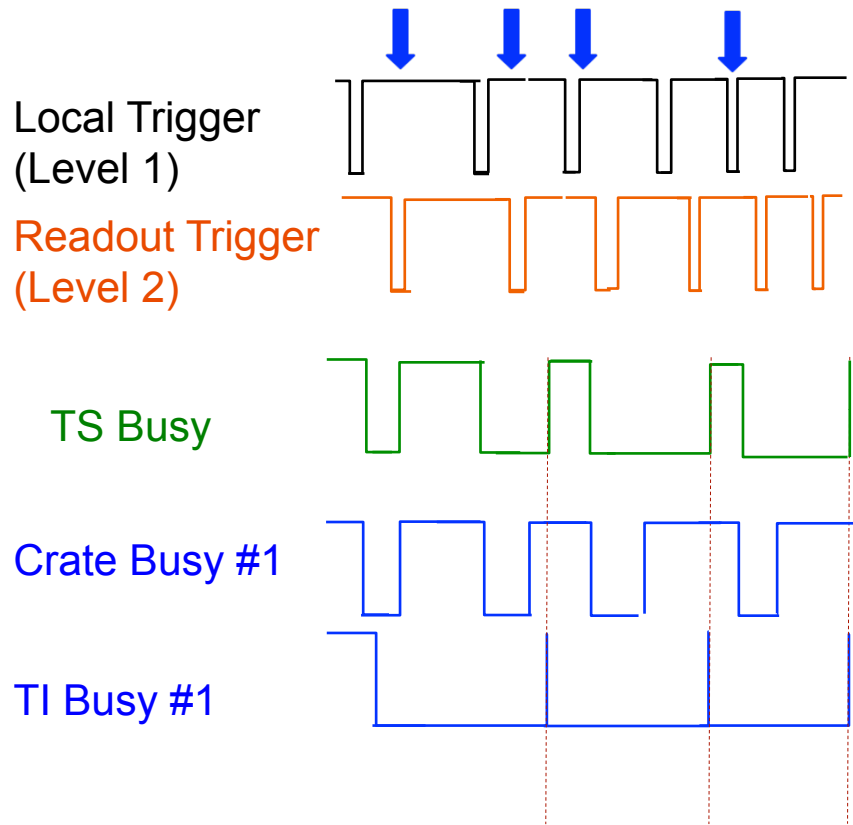 Local Trigger
(Level 1)
Readout Trigger
(Level 2)
TS Busy
Crate Busy #1
TI Busy #1